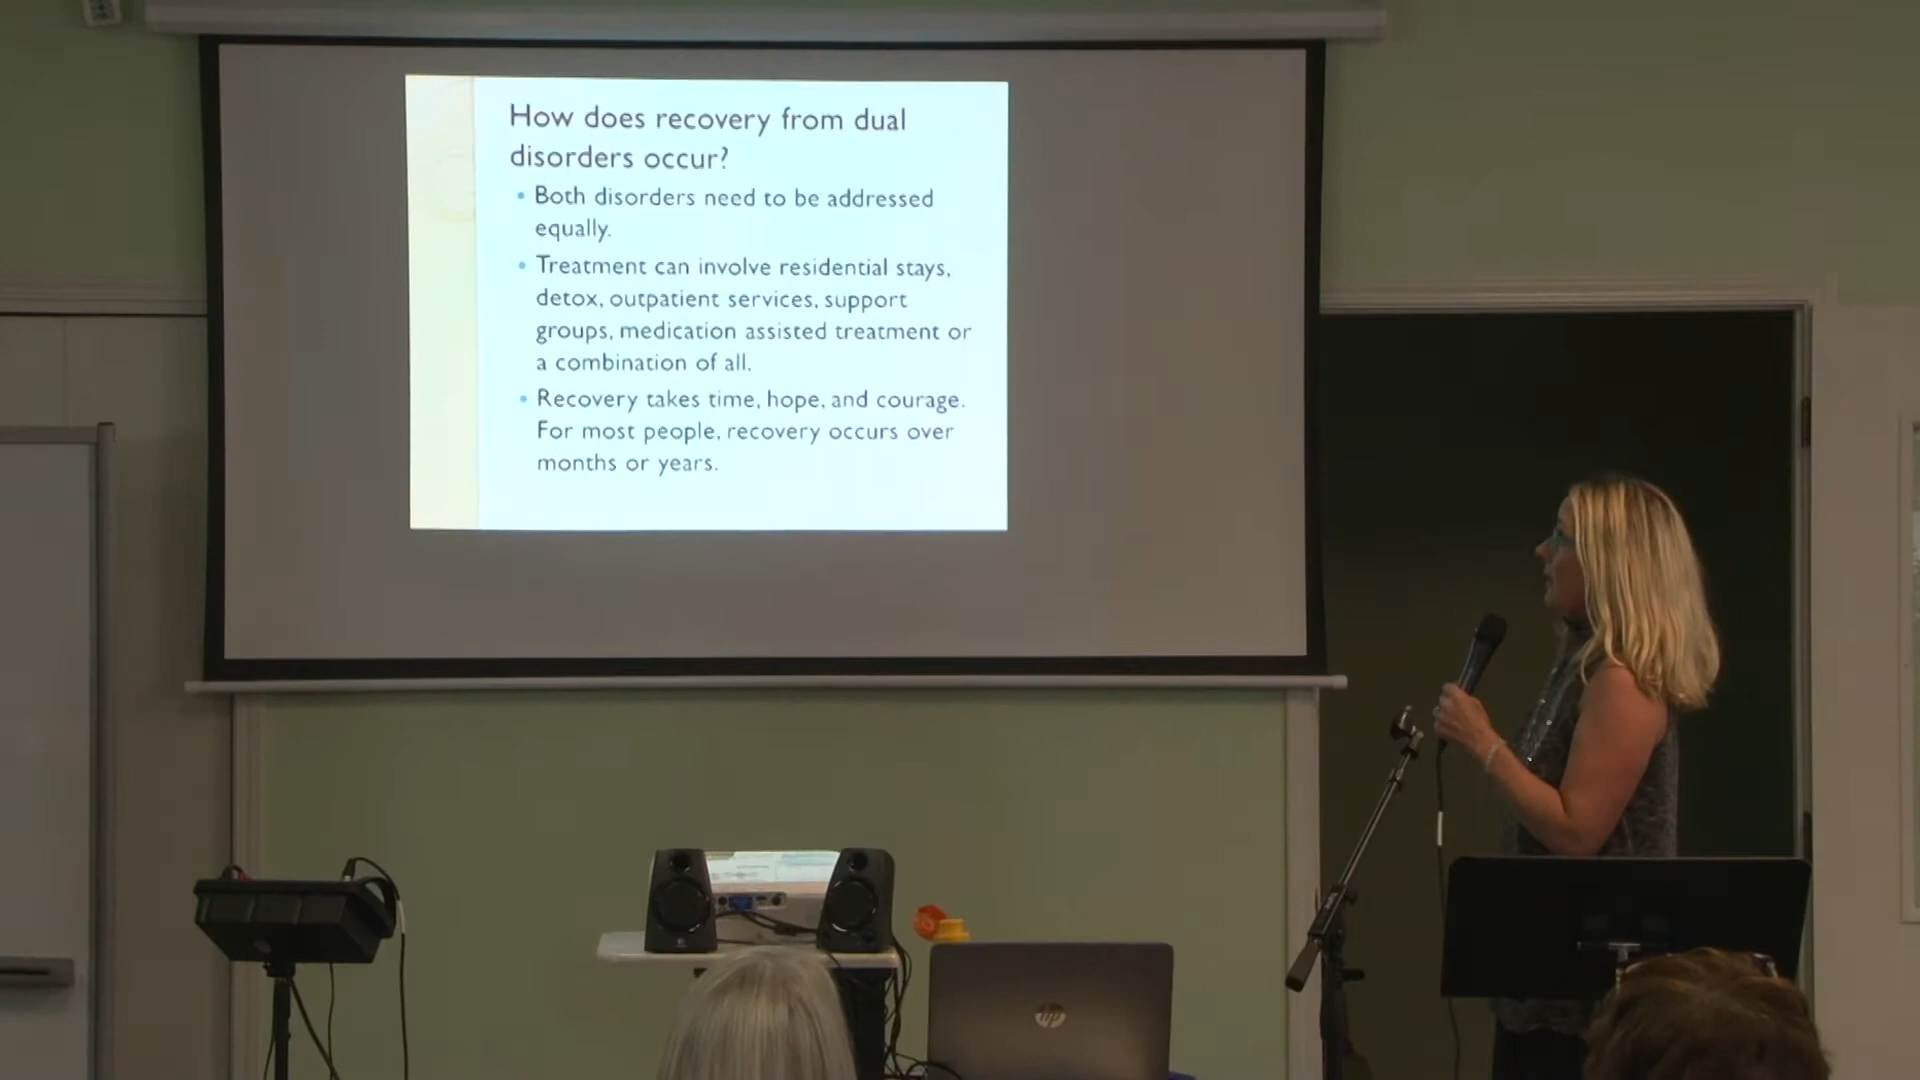 How does recovery from dual
disorders occur?
• Both disorders need to be addressed
equally.
• Treatment can involve residential stays,
detox, outpatient services, support
groups, medication assisted treatment or
a combination of all.
• Recovery takes time, hope, and courage.
For most people, recovery occurs over
months or years.
hp